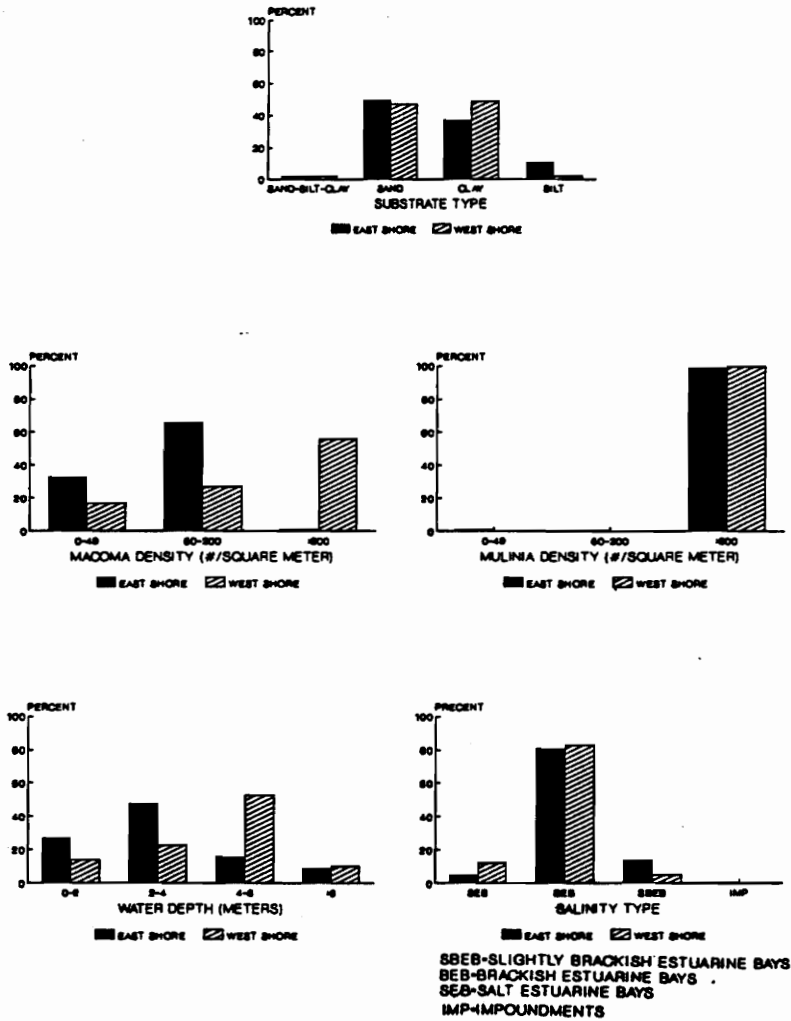 PERCENT
100
80
60
40
20
0
SAND-SILT-CLAY SAND CLAY SILT
SUBSTRATE TYPE
EAST SHORE WEST SHORE
PERCENT
100
80
60
40
20
0-49
MACOMA DENSITY (#/SQUARE METER)
EAST SHORE WEST SHORE
PERCENT
100
80
60
40
20
0-49
MULINIA DENSITY (#/SQUARE METER)
EAST SHORE WEST SHORE
PERCENT
100
80
60
40
20
0
2-4
WATER DEPTH (METERS)
EAST SHORE WEST SHORE
PRECENT
100
80
60
40
20
0
SEB BEB SBEB IMP
SALINITY TYPE
EAST SHORE WEST SHORE
SBEB-SLIGHTLY BRACKISH ESTUARINE BAYS
BEB-BRACKISH ESTUARINE BAYS
SEB-SALT ESTUARINE BAYS
IMP-IMPOUNDMENTS